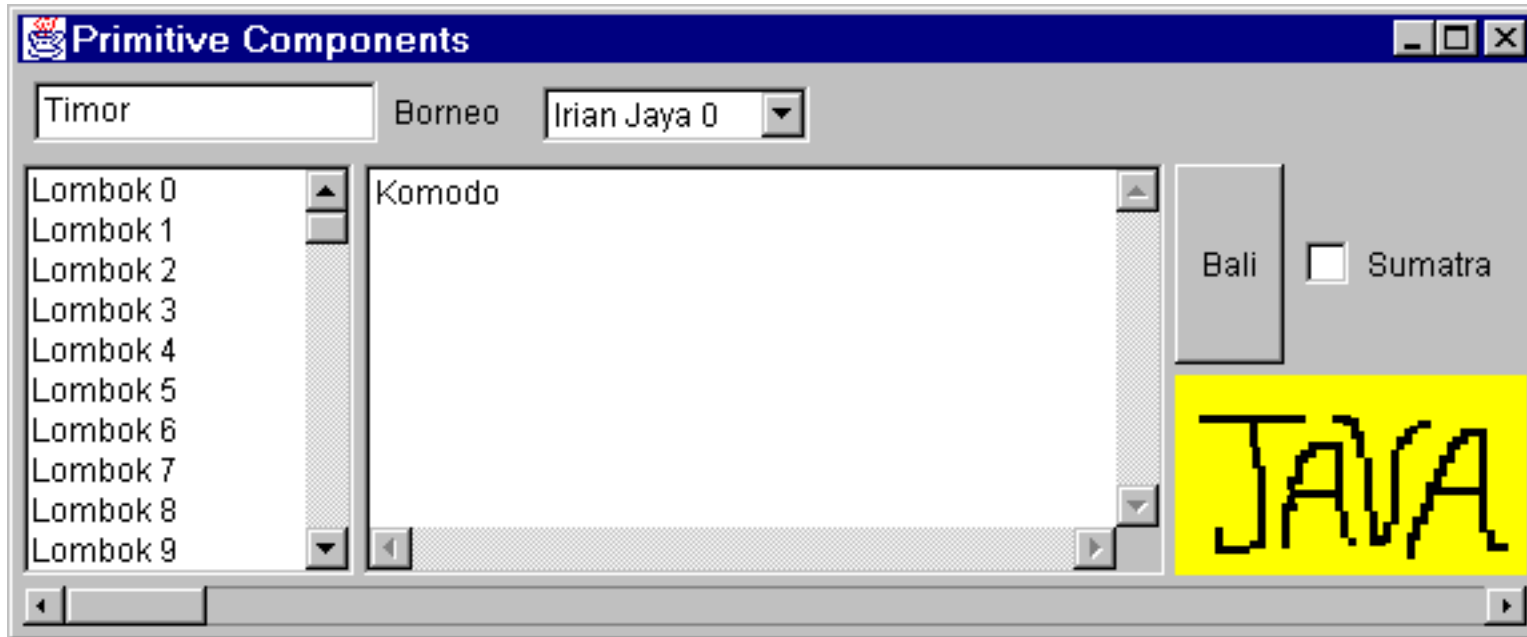 Primitive Components
Timor Borneo Irian Jaya 0
Lombok 0
Lombok 1
Lombok 2
Lombok 3
Lombok 4
Lombok 5
Lombok 6
Lombok 7
Lombok 8
Lombok 9
Komodo
Bali Sumatra
JAVA